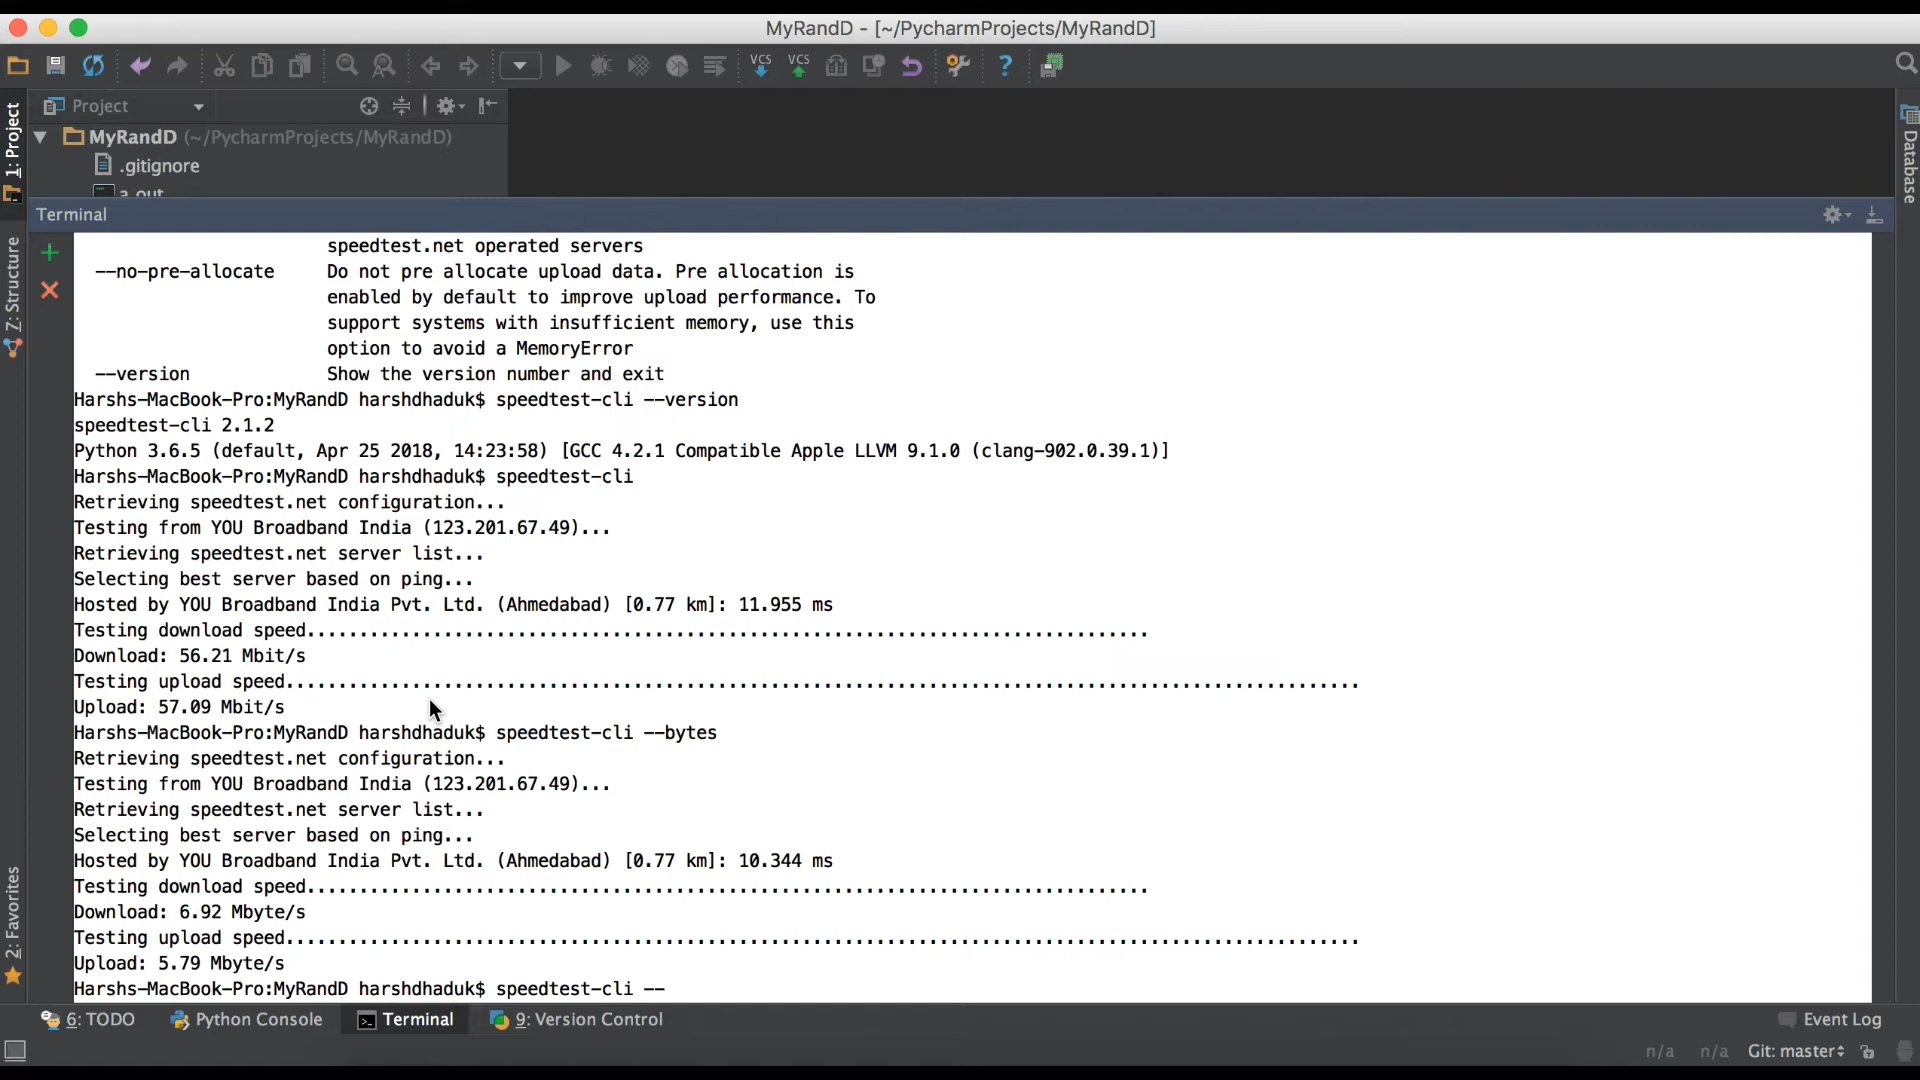 MyRandD - [~/PycharmProjects/MyRandD]
VCS VCS ?
Project
MyRandD (~/PycharmProjects/MyRandD)
.gitignore
a.out
1: Project
7: Structure
2: Favorites
Database
Terminal
speedtest.net operated servers
--no-pre-allocate Do not pre allocate upload data. Pre allocation is
enabled by default to improve upload performance. To
support systems with insufficient memory, use this
option to avoid a MemoryError
--version Show the version number and exit
Harshs-MacBook-Pro:MyRandD harshdhaduk$ speedtest-cli --version
speedtest-cli 2.1.2
Python 3.6.5 (default, Apr 25 2018, 14:23:58) [GCC 4.2.1 Compatible Apple LLVM 9.1.0 (clang-902.0.39.1)]
Harshs-MacBook-Pro:MyRandD harshdhaduk$ speedtest-cli
Retrieving speedtest.net configuration...
Testing from YOU Broadband India (123.201.67.49)...
Retrieving speedtest.net server list...
Selecting best server based on ping...
Hosted by YOU Broadband India Pvt. Ltd. (Ahmedabad) [0.77 km]: 11.955 ms
Testing download speed................................................................................
Download: 56.21 Mbit/s
Testing upload speed......................................................................................................
Upload: 57.09 Mbit/s
Harshs-MacBook-Pro:MyRandD harshdhaduk$ speedtest-cli --bytes
Retrieving speedtest.net configuration...
Testing from YOU Broadband India (123.201.67.49)...
Retrieving speedtest.net server list...
Selecting best server based on ping...
Hosted by YOU Broadband India Pvt. Ltd. (Ahmedabad) [0.77 km]: 10.344 ms
Testing download speed................................................................................
Download: 6.92 Mbyte/s
Testing upload speed......................................................................................................
Upload: 5.79 Mbyte/s
Harshs-MacBook-Pro:MyRandD harshdhaduk$ speedtest-cli --
6: TODO Python Console Terminal 9: Version Control Event Log
n/a n/a Git: master